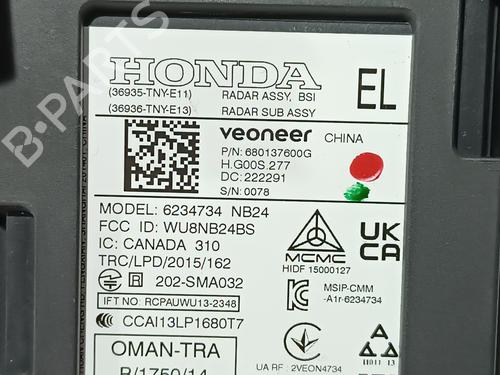 HONDA
(36935-TNY-E11) RADAR ASSY, BSI
(36936-TNY-E13) RADAR SUB ASSY
EL
veoneer CHINA
P/N: 680137600G
H.G00S.277
DC: 222291
S/N: 0078
MODEL: 6234734 NB24
FCC ID: WU8NB24BS
IC: CANADA 310
TRC/LPD/2015/162
R 202-SMA032
IFT NO: RCPAUWU13-2348
CCAI13LP1680T7
OMAN-TRA
R/1750/14
MCMC
HIDF 15000127
UK
CA
MSIP-CMM
-A1r-6234734
UA RF : 2VEON4734
B-PARTS